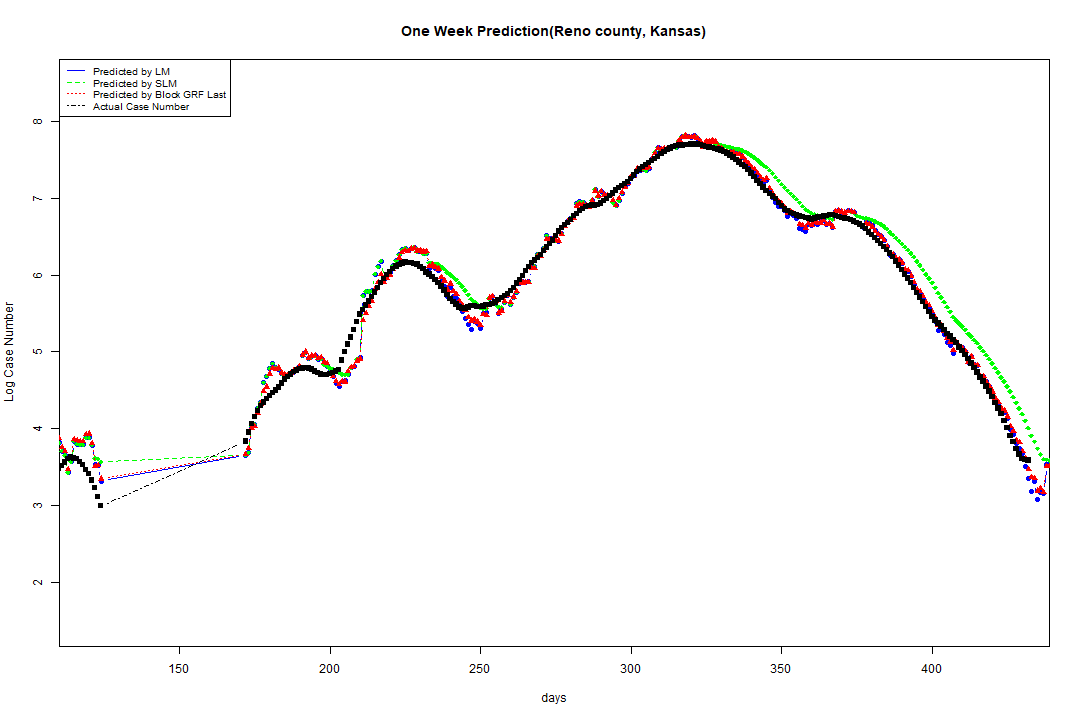 One Week Prediction(Reno county, Kansas)
Predicted by LM
Predicted by SLM
Predicted by Block GRF Last
Actual Case Number
8
7
6
5
4
3
2
Log Case Number
150 200 250 300 350 400
days